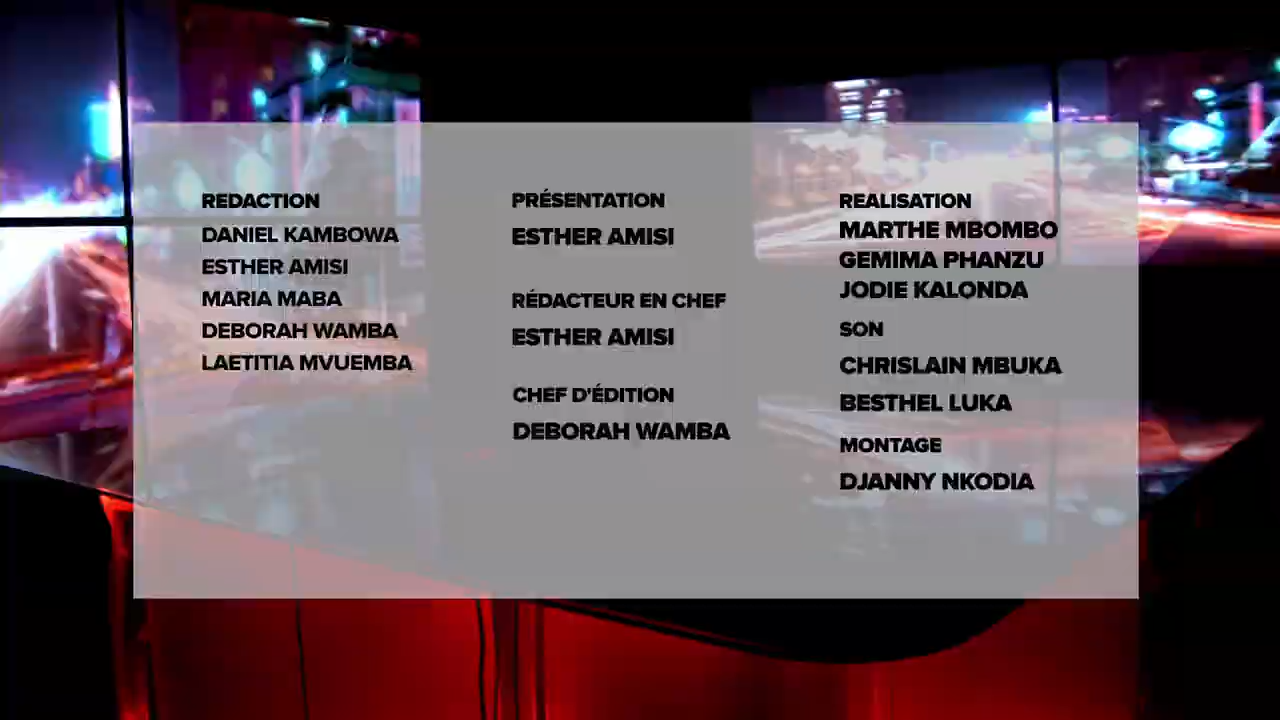 REDACTION
DANIEL KAMBOWA
ESTHER AMISI
MARIA MABA
DEBORAH WAMBA
LAETITIA MVUEMBA
PRÉSENTATION
ESTHER AMISI
RÉDACTEUR EN CHEF
ESTHER AMISI
CHEF D'ÉDITION
DEBORAH WAMBA
REALISATION
MARTHE MBOMBO
GEMIMA PHANZU
JODIE KALONDA
SON
CHRISLAIN MBUKA
BESTHEL LUKA
MONTAGE
DJANNY NKODIA